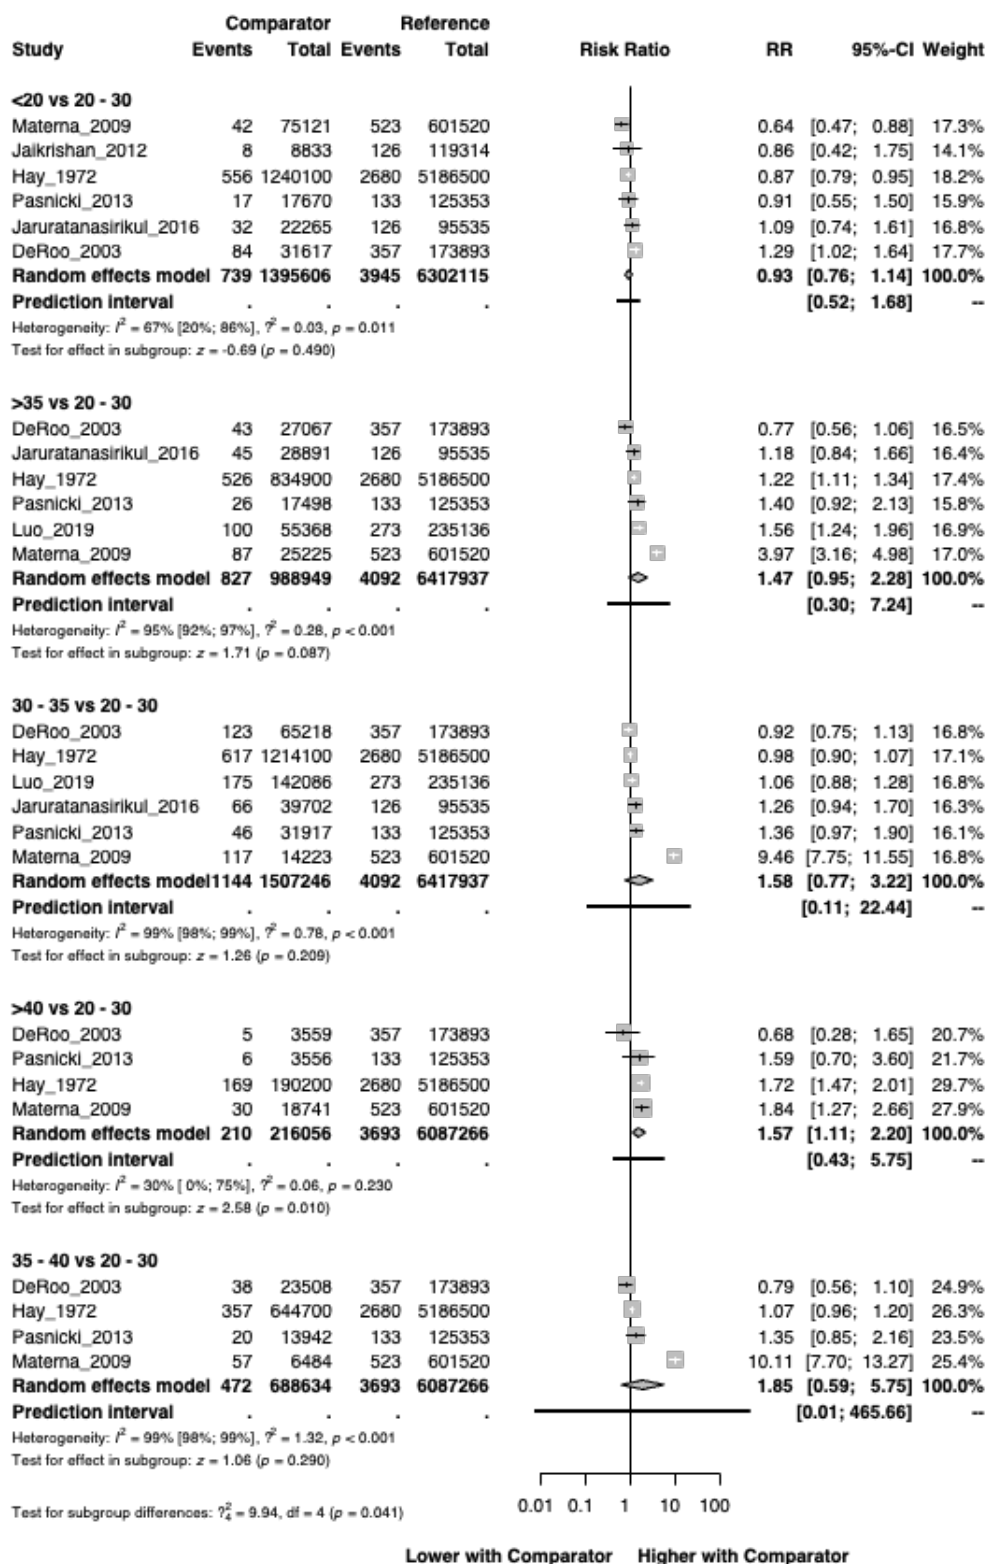 Comparator Reference
Study Events Total Events Total Risk Ratio RR 95%-CI Weight
<20 vs 20 - 30
Materna_2009 42 75121 523 601520 0.64 [0.47; 0.88] 17.3%
Jaikrishan_2012 8 8833 126 119314 0.86 [0.42; 1.75] 14.1%
Hay_1972 556 1240100 2680 5186500 0.87 [0.79; 0.95] 18.2%
Pasnicki_2013 17 17670 133 125353 0.91 [0.55; 1.50] 15.9%
Jaruratanasirikul_2016 32 22265 126 95535 1.09 [0.74; 1.61] 16.8%
DeRoo_2003 84 31617 357 173893 1.29 [1.02; 1.64] 17.7%
Random effects model 739 1395606 3945 6302115 0.93 [0.76; 1.14] 100.0%
Prediction interval . . . . [0.52; 1.68] --
Heterogeneity: I² = 67% [20%; 86%], ?² = 0.03, p = 0.011
Test for effect in subgroup: z = -0.69 (p = 0.490)
>35 vs 20 - 30
DeRoo_2003 43 27067 357 173893 0.77 [0.56; 1.06] 16.5%
Jaruratanasirikul_2016 45 28891 126 95535 1.18 [0.84; 1.66] 16.4%
Hay_1972 526 834900 2680 5186500 1.22 [1.11; 1.34] 17.4%
Pasnicki_2013 26 17498 133 125353 1.40 [0.92; 2.13] 15.8%
Luo_2019 100 55368 273 235136 1.56 [1.24; 1.96] 16.9%
Materna_2009 87 25225 523 601520 3.97 [3.16; 4.98] 17.0%
Random effects model 827 988949 4092 6417937 1.47 [0.95; 2.28] 100.0%
Prediction interval . . . . [0.30; 7.24] --
Heterogeneity: I² = 95% [92%; 97%], ?² = 0.28, p < 0.001
Test for effect in subgroup: z = 1.71 (p = 0.087)
30 - 35 vs 20 - 30
DeRoo_2003 123 65218 357 173893 0.92 [0.75; 1.13] 16.8%
Hay_1972 617 1214100 2680 5186500 0.98 [0.90; 1.07] 17.1%
Luo_2019 175 142086 273 235136 1.06 [0.88; 1.28] 16.8%
Jaruratanasirikul_2016 66 39702 126 95535 1.26 [0.94; 1.70] 16.3%
Pasnicki_2013 46 31917 133 125353 1.36 [0.97; 1.90] 16.1%
Materna_2009 117 14223 523 601520 9.46 [7.75; 11.55] 16.8%
Random effects model1144 1507246 4092 6417937 1.58 [0.77; 3.22] 100.0%
Prediction interval . . . . [0.11; 22.44] --
Heterogeneity: I² = 99% [98%; 99%], ?² = 0.78, p < 0.001
Test for effect in subgroup: z = 1.26 (p = 0.209)
>40 vs 20 - 30
DeRoo_2003 5 3559 357 173893 0.68 [0.28; 1.65] 20.7%
Pasnicki_2013 6 3556 133 125353 1.59 [0.70; 3.60] 21.7%
Hay_1972 169 190200 2680 5186500 1.72 [1.47; 2.01] 29.7%
Materna_2009 30 18741 523 601520 1.84 [1.27; 2.66] 27.9%
Random effects model 210 216056 3693 6087266 1.57 [1.11; 2.20] 100.0%
Prediction interval . . . . [0.43; 5.75] --
Heterogeneity: I² = 30% [ 0%; 75%], ?² = 0.06, p = 0.230
Test for effect in subgroup: z = 2.58 (p = 0.010)
35 - 40 vs 20 - 30
DeRoo_2003 38 23508 357 173893 0.79 [0.56; 1.10] 24.9%
Hay_1972 357 644700 2680 5186500 1.07 [0.96; 1.20] 26.3%
Pasnicki_2013 20 13942 133 125353 1.35 [0.85; 2.16] 23.5%
Materna_2009 57 6484 523 601520 10.11 [7.70; 13.27] 25.4%
Random effects model 472 688634 3693 6087266 1.85 [0.59; 5.75] 100.0%
Prediction interval . . . . [0.01; 465.66] --
Heterogeneity: I² = 99% [98%; 99%], ?² = 1.32, p < 0.001
Test for effect in subgroup: z = 1.06 (p = 0.290)
0.01 0.1 1 10 100
Test for subgroup differences: ?²₄ = 9.94, df = 4 (p = 0.041)
Lower with Comparator Higher with Comparator